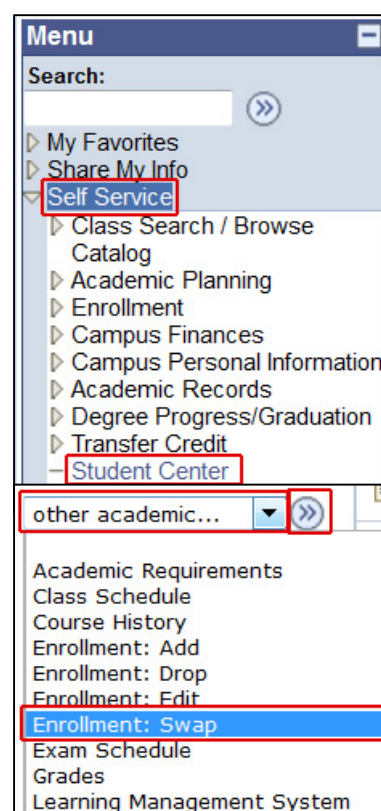 Menu
Search:
My Favorites
Share My Info
Self Service
Class Search / Browse
Catalog
Academic Planning
Enrollment
Campus Finances
Campus Personal Information
Academic Records
Degree Progress/Graduation
Transfer Credit
Student Center
other academic...
Academic Requirements
Class Schedule
Course History
Enrollment: Add
Enrollment: Drop
Enrollment: Edit
Enrollment: Swap
Exam Schedule
Grades
Learning Management System